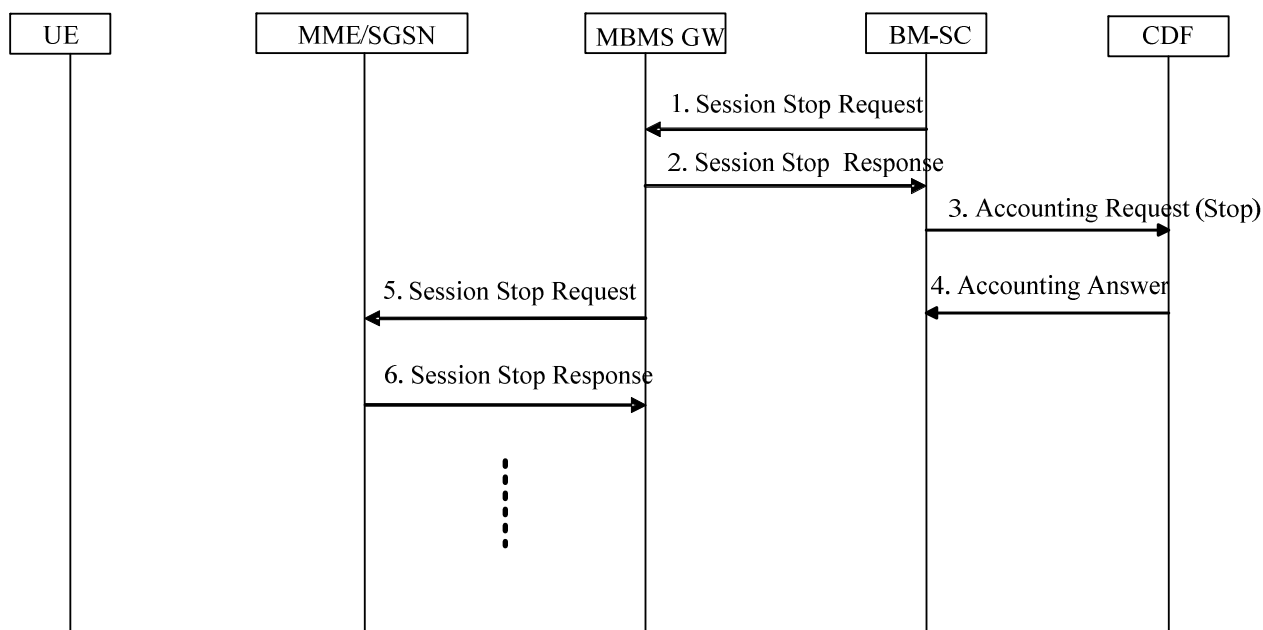 UE
MME/SGSN
MBMS GW
BM-SC
CDF
1. Session Stop Request
2. Session Stop Response
3. Accounting Request (Stop)
4. Accounting Answer
5. Session Stop Request
6. Session Stop Response